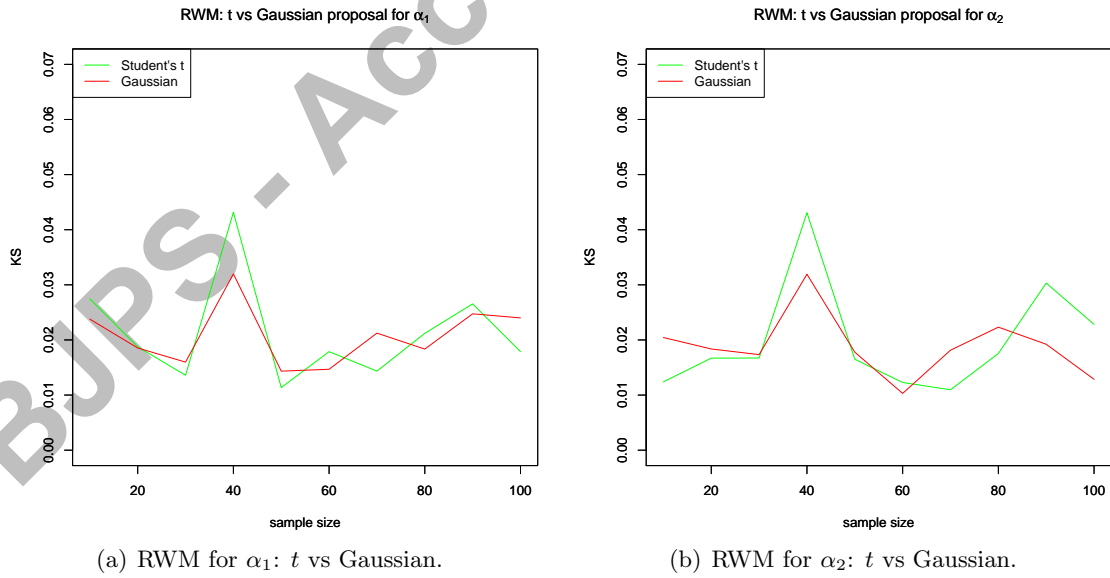 RWM: t vs Gaussian proposal for α₁
Student's t
Gaussian
0.07
0.06
0.05
0.04
0.03
0.02
0.01
0.00
KS
20 40 60 80 100
sample size
(a) RWM for α₁: t vs Gaussian.
RWM: t vs Gaussian proposal for α₂
Student's t
Gaussian
0.07
0.06
0.05
0.04
0.03
0.02
0.01
0.00
KS
20 40 60 80 100
sample size
(b) RWM for α₂: t vs Gaussian.
BJPS - Acc